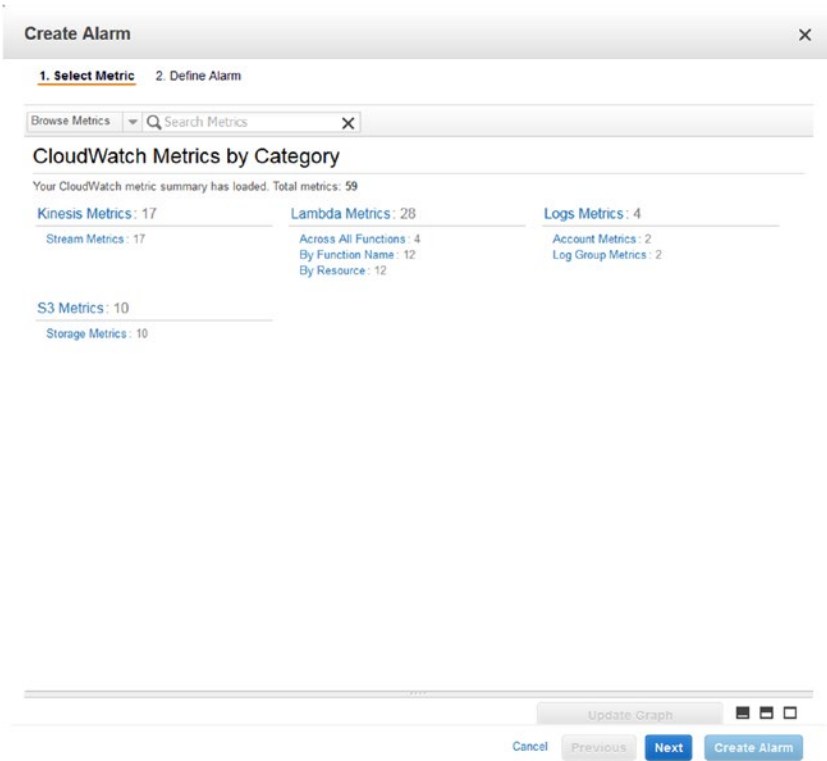 Create Alarm
1. Select Metric 2. Define Alarm
Browse Metrics Search Metrics
CloudWatch Metrics by Category
Your CloudWatch metric summary has loaded. Total metrics: 59
Kinesis Metrics: 17 Lambda Metrics: 28 Logs Metrics: 4
Stream Metrics: 17 Across All Functions: 4 Account Metrics: 2
By Function Name: 12 Log Group Metrics: 2
By Resource: 12
S3 Metrics: 10
Storage Metrics: 10
Update Graph
Cancel Previous Next Create Alarm